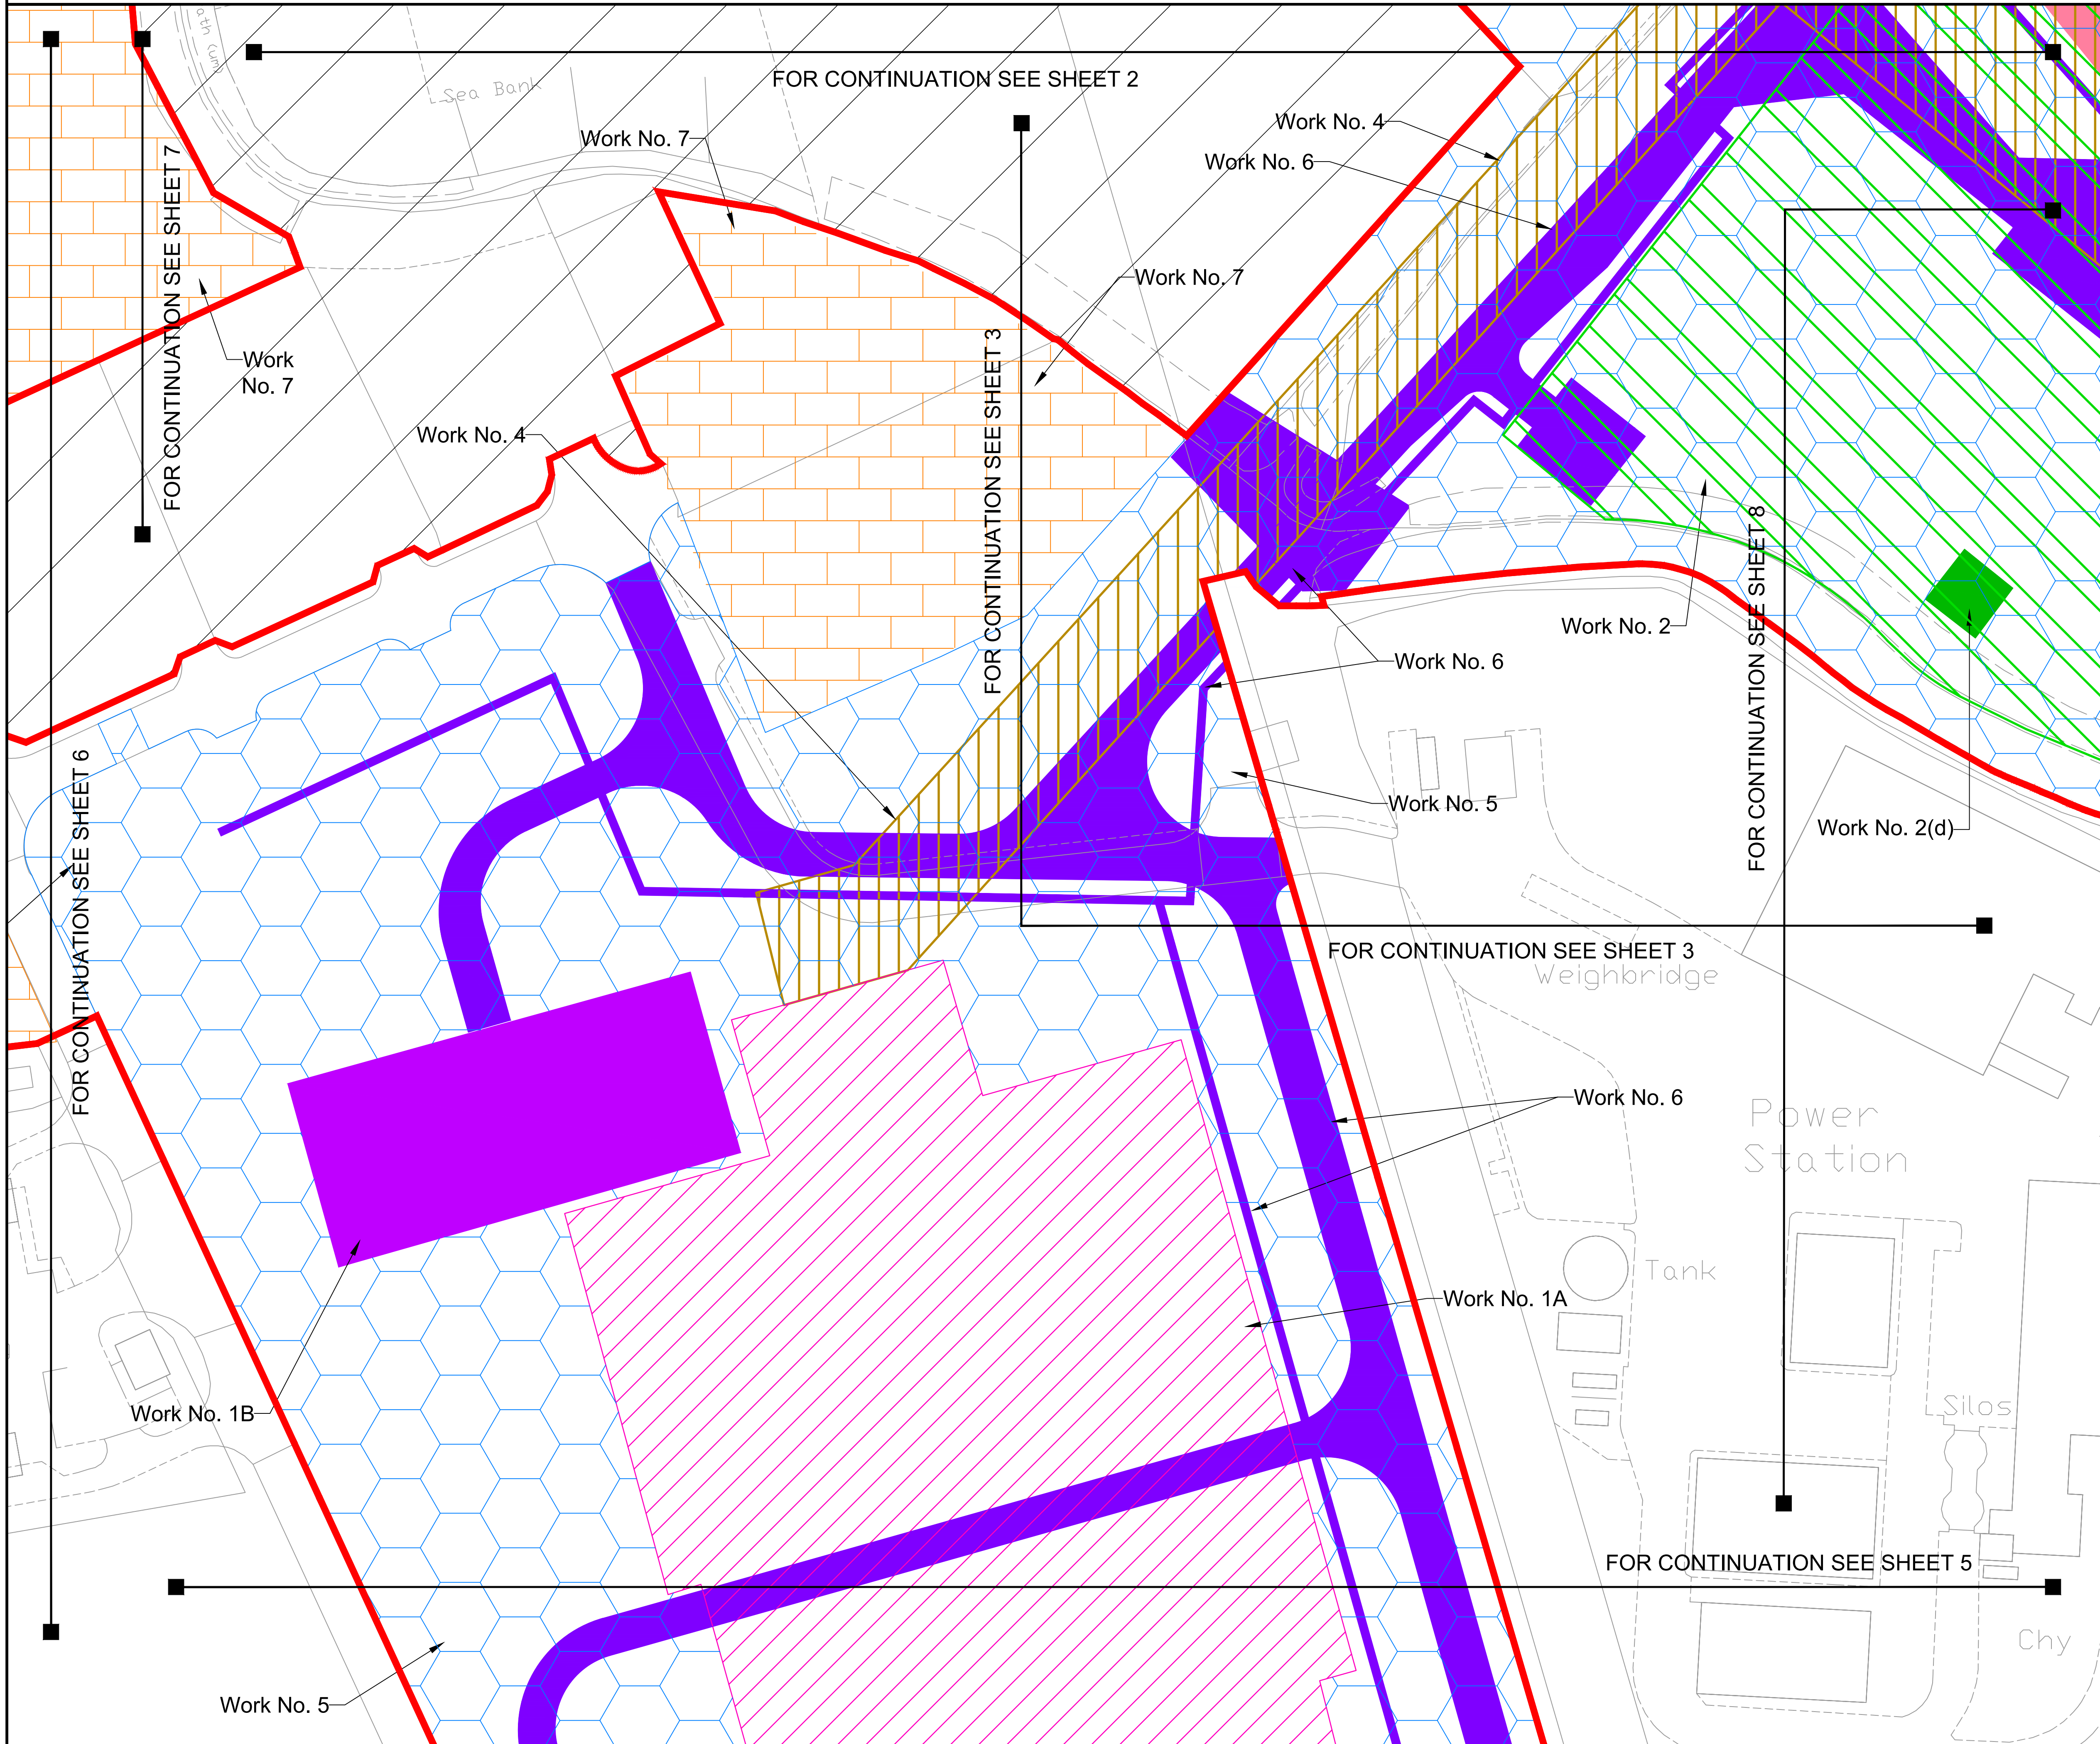 ath (um)
Sea Bank
FOR CONTINUATION SEE SHEET 2
Work No. 7
Work No. 4
Work No. 6
FOR CONTINUATION SEE SHEET 7
Work No. 7
Work
No. 7
FOR CONTINUATION SEE SHEET 3
Work No. 4
Work No. 2
Work No. 6
FOR CONTINUATION SEE SHEET 8
Work No. 5
Work No. 2(d)
FOR CONTINUATION SEE SHEET 6
FOR CONTINUATION SEE SHEET 3
Weighbridge
Work No. 6
Power
Station
Tank
Work No. 1A
Work No. 1B
Silos
FOR CONTINUATION SEE SHEET 5
Chy
Work No. 5